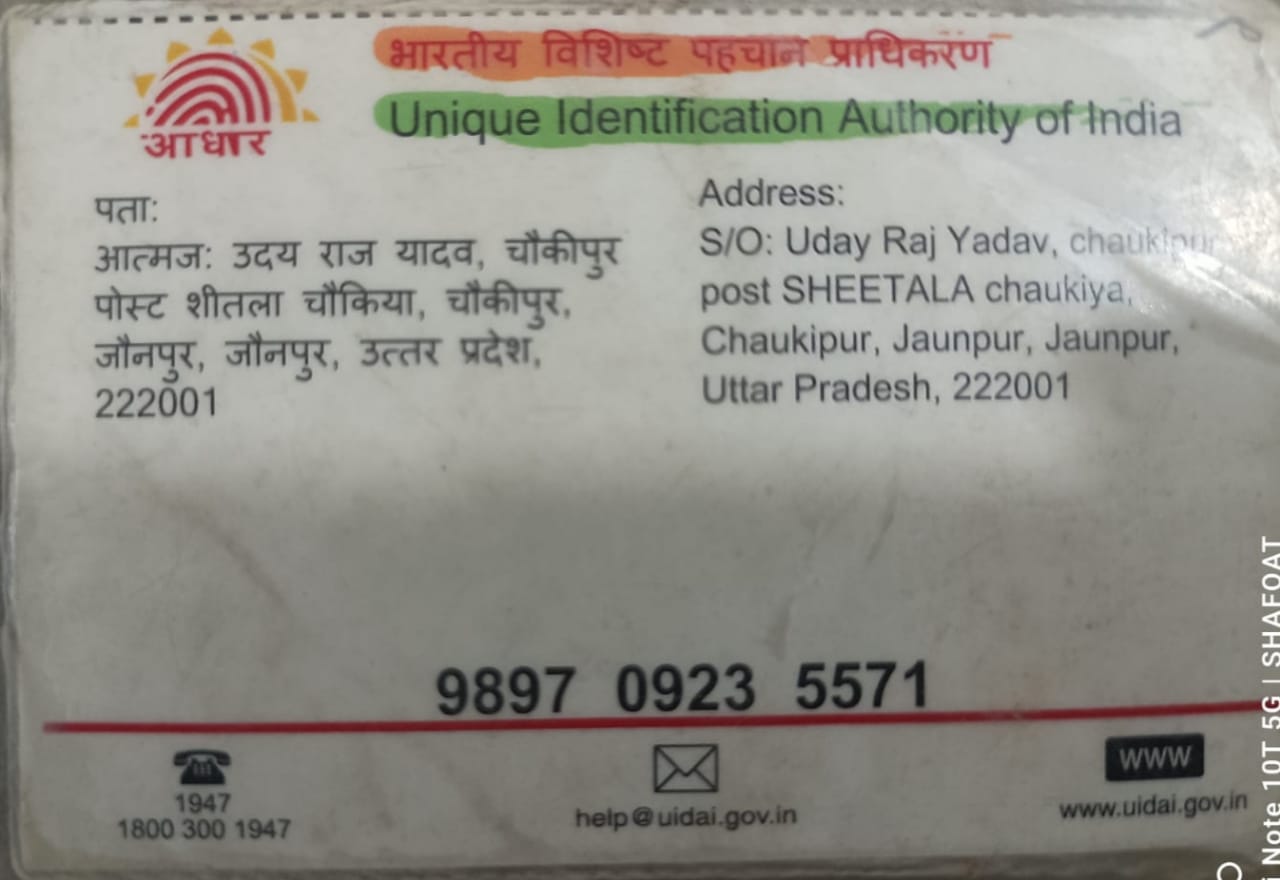 भारतीय विशिष्ट पहचान प्राधिकरण
Unique Identification Authority of India
आधार
पता:
आत्मज: उदय राज यादव, चौकीपुर
पोस्ट शीतला चौकिया, चौकीपुर,
जौनपुर, जौनपुर, उत्तर प्रदेश,
222001
Address:
S/O: Uday Raj Yadav, chaukipur
post SHEETALA chaukiya,
Chaukipur, Jaunpur, Jaunpur,
Uttar Pradesh, 222001
9897 0923 5571
1947
1800 300 1947
help@uidai.gov.in
WWW
www.uidai.gov.in
Note 10T 5G | SHAFOAT